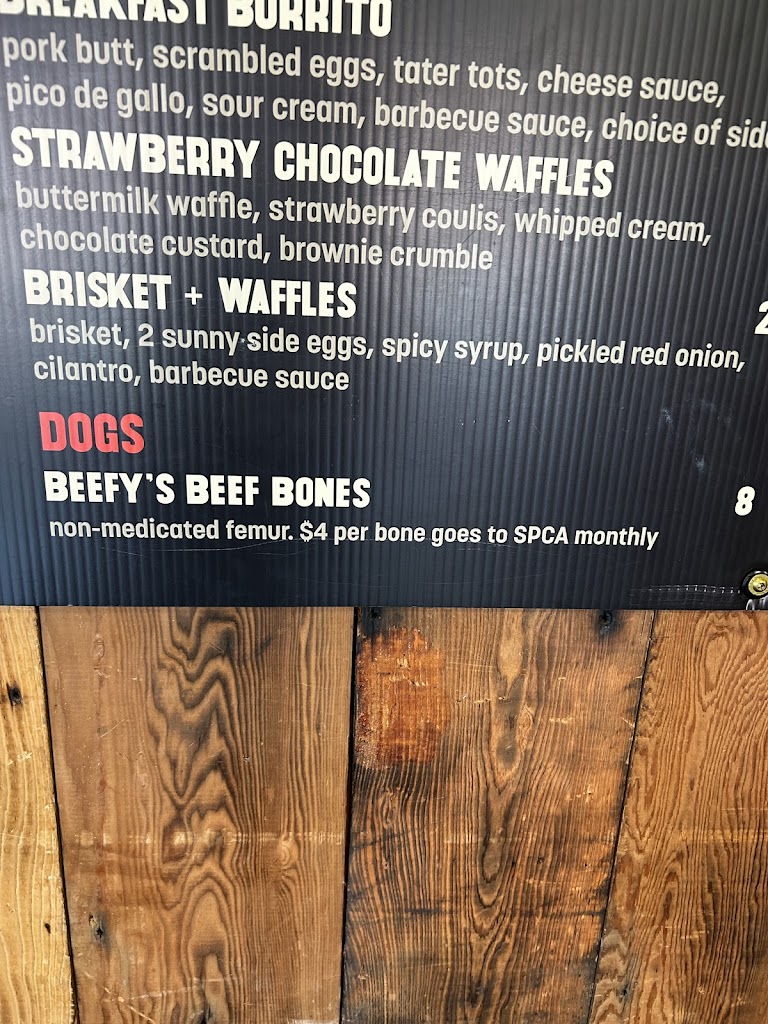 BREAKFAST BURRITO
pork butt, scrambled eggs, tater tots, cheese sauce,
pico de gallo, sour cream, barbecue sauce, choice of
STRAWBERRY CHOCOLATE WAFFLES
buttermilk waffle, strawberry coulis, whipped cream,
chocolate custard, brownie crumble
BRISKET + WAFFLES 2
brisket, 2 sunny side eggs, spicy syrup, pickled red onion,
cilantro, barbecue sauce
DOGS
BEEFY'S BEEF BONES 8
non-medicated femur. $4 per bone goes to SPCA monthly